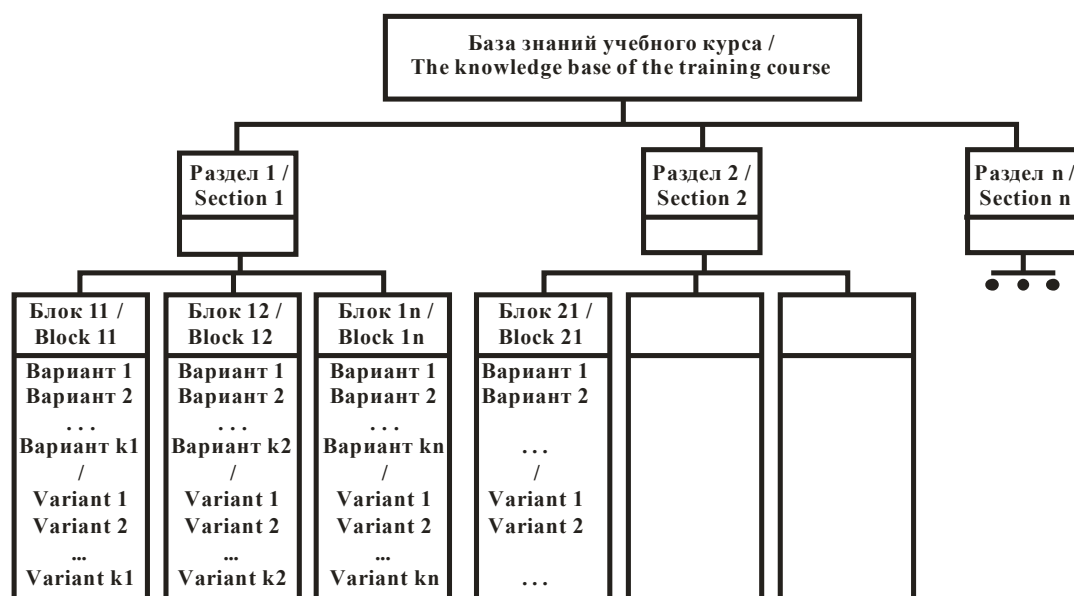 База знаний учебного курса /
The knowledge base of the training course
Раздел 1 /
Section 1
Раздел 2 /
Section 2
Раздел n /
Section n
Блок 11 /
Block 11
Вариант 1
Вариант 2
. . .
Вариант k1
/
Variant 1
Variant 2
...
Variant k1
Блок 12 /
Block 12
Вариант 1
Вариант 2
. . .
Вариант k2
/
Variant 1
Variant 2
...
Variant k2
Блок 1n /
Block 1n
Вариант 1
Вариант 2
. . .
Вариант kn
/
Variant 1
Variant 2
...
Variant kn
Блок 21 /
Block 21
Вариант 1
Вариант 2
. . .
/
Variant 1
Variant 2
. . .